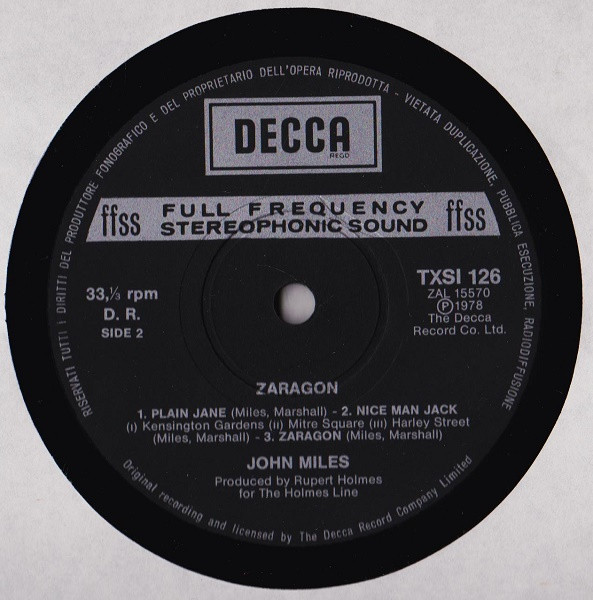 RISERVATI TUTTI I DIRITTI DEL PRODUTTORE FONOGRAFICO E DEL PROPRIETARIO DELL'OPERA RIPRODOTTA - VIETATA DUPLICAZIONE, PUBBLICA ESECUZIONE, RADIODIFFUSIONE
DECCA
REGD
ffss FULL FREQUENCY ffss
STEREOPHONIC SOUND
33,⅓ rpm
D. R.
SIDE 2
TXSI 126
ZAL 15570
Ⓟ1978
The Decca
Record Co. Ltd.
ZARAGON
1. PLAIN JANE (Miles, Marshall) - 2. NICE MAN JACK
(I) Kensington Gardens (II) Mitre Square (III) Harley Street
(Miles, Marshall) - 3. ZARAGON (Miles, Marshall)
JOHN MILES
Produced by Rupert Holmes
for The Holmes Line
Original recording and licensed by The Decca Record Company Limited